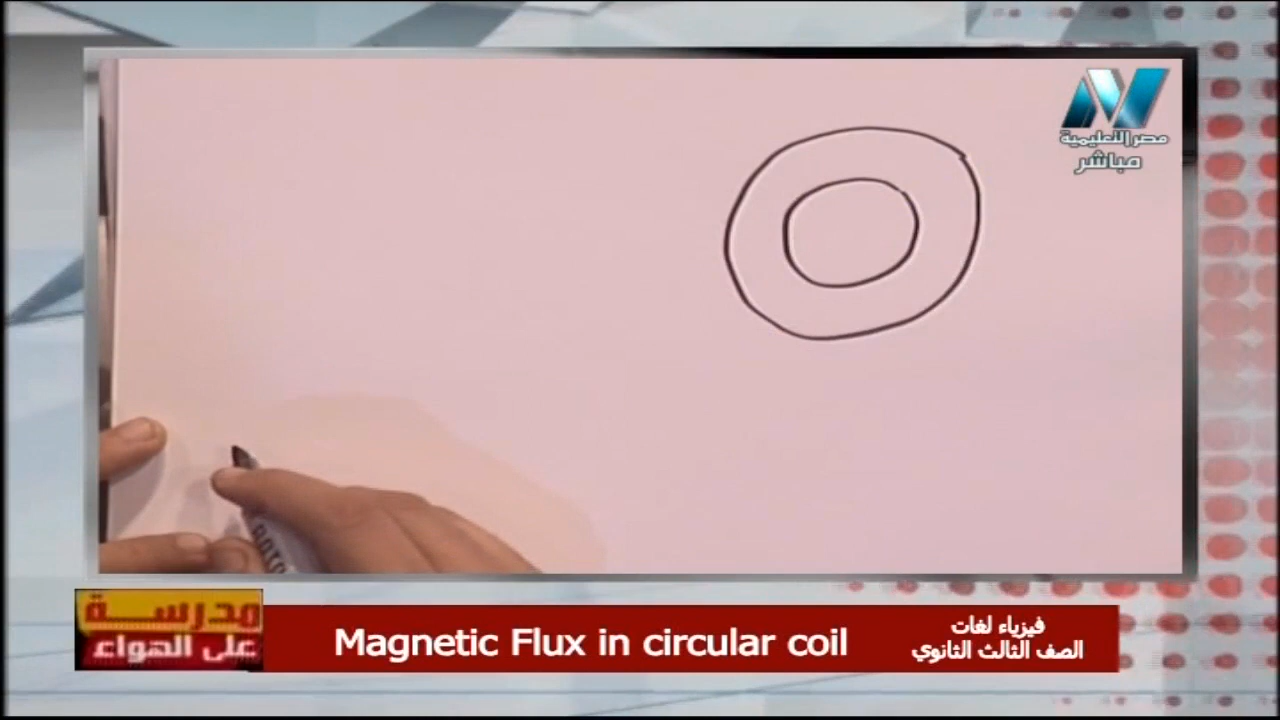 مصر التعليمية
مباشر
مدرسة
على الهواء
Magnetic Flux in circular coil
فيزياء لغات
الصف الثالث الثانوي